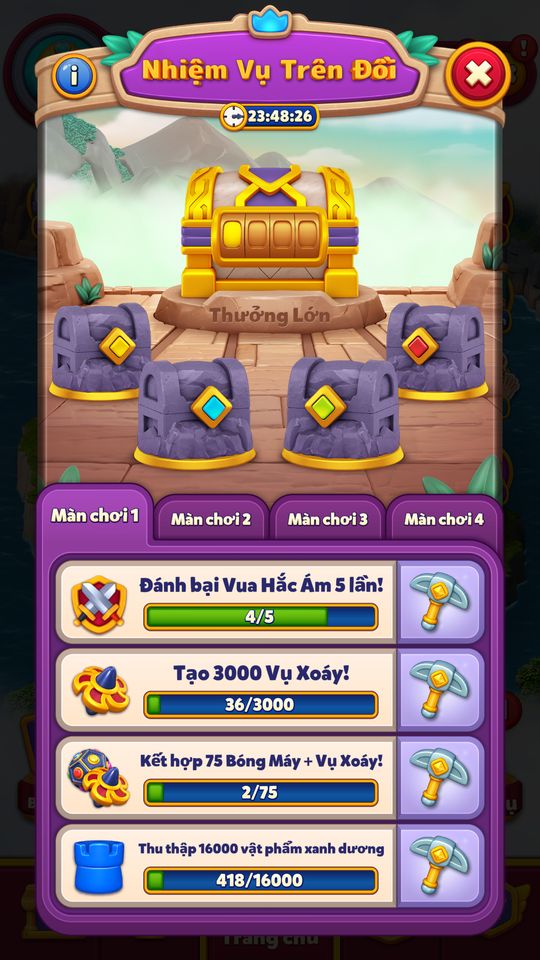 Nhiệm Vụ Trên Đồi
23:48:26
Thưởng Lớn
Màn chơi 1
Màn chơi 2
Màn chơi 3
Màn chơi 4
Đánh bại Vua Hắc Ám 5 lần!
4/5
Tạo 3000 Vụ Xoáy!
36/3000
Kết hợp 75 Bóng Máy + Vụ Xoáy!
2/75
Thu thập 16000 vật phẩm xanh dương
418/16000
Trang chủ